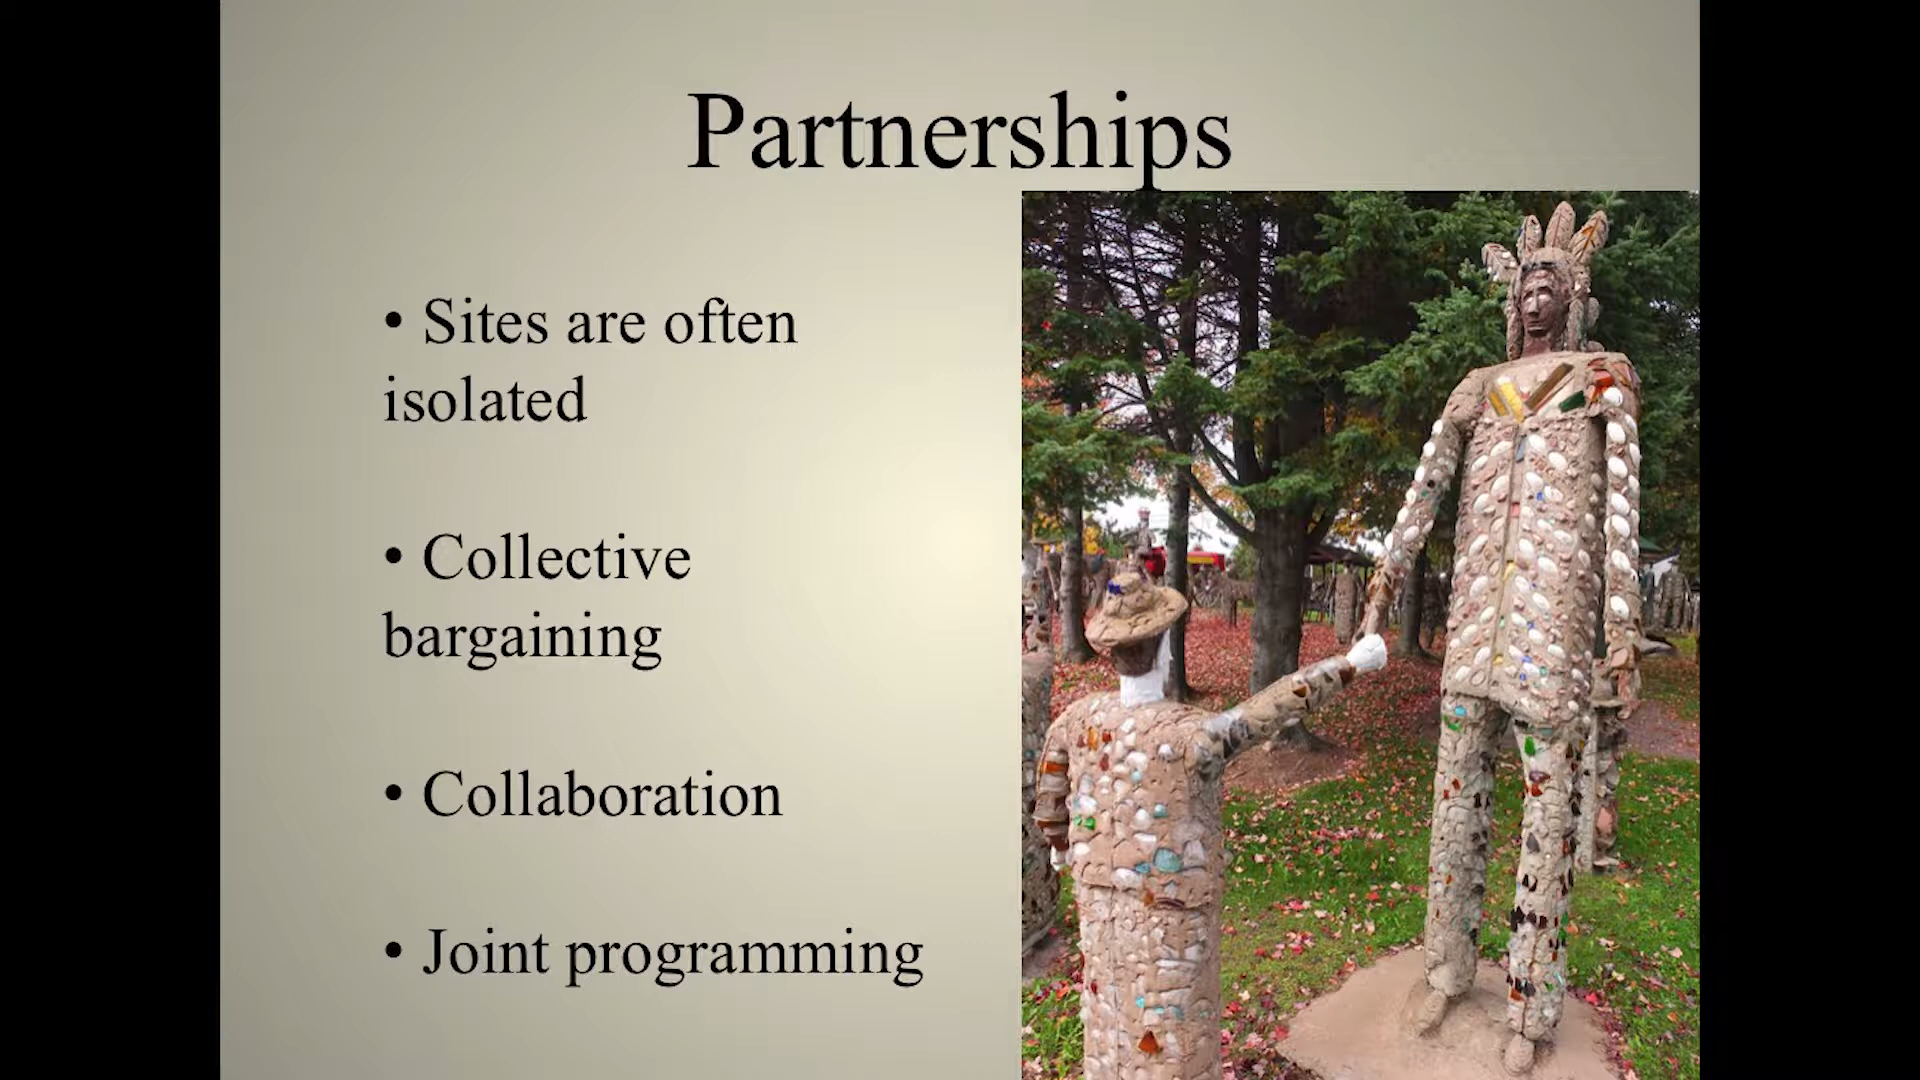 Partnerships
• Sites are often
isolated
• Collective
bargaining
• Collaboration
• Joint programming